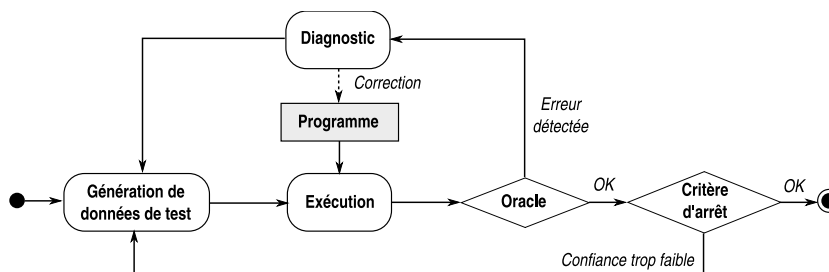 Diagnostic
Correction
Programme
Erreur
détectée
Génération de
données de test
Exécution
Oracle
OK
Critère
d'arrêt
OK
Confiance trop faible